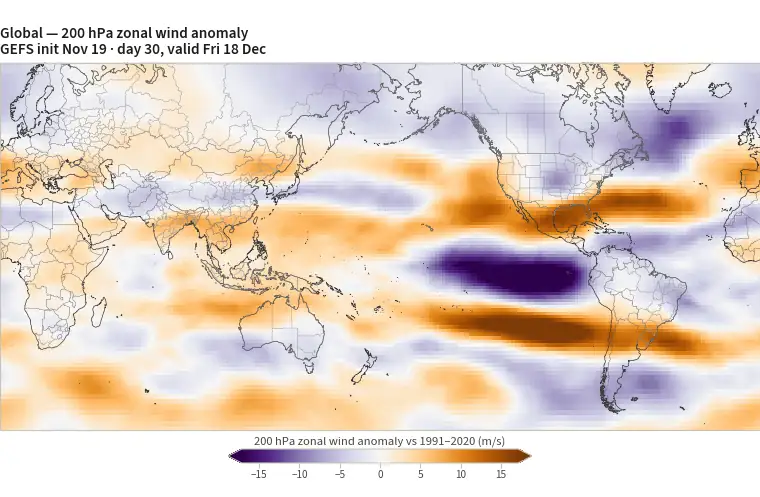 Global — 200 hPa zonal wind anomaly
GEFS init Nov 19 · day 30, valid Fri 18 Dec
200 hPa zonal wind anomaly vs 1991–2020 (m/s)
−15 −10 −5 0 5 10 15